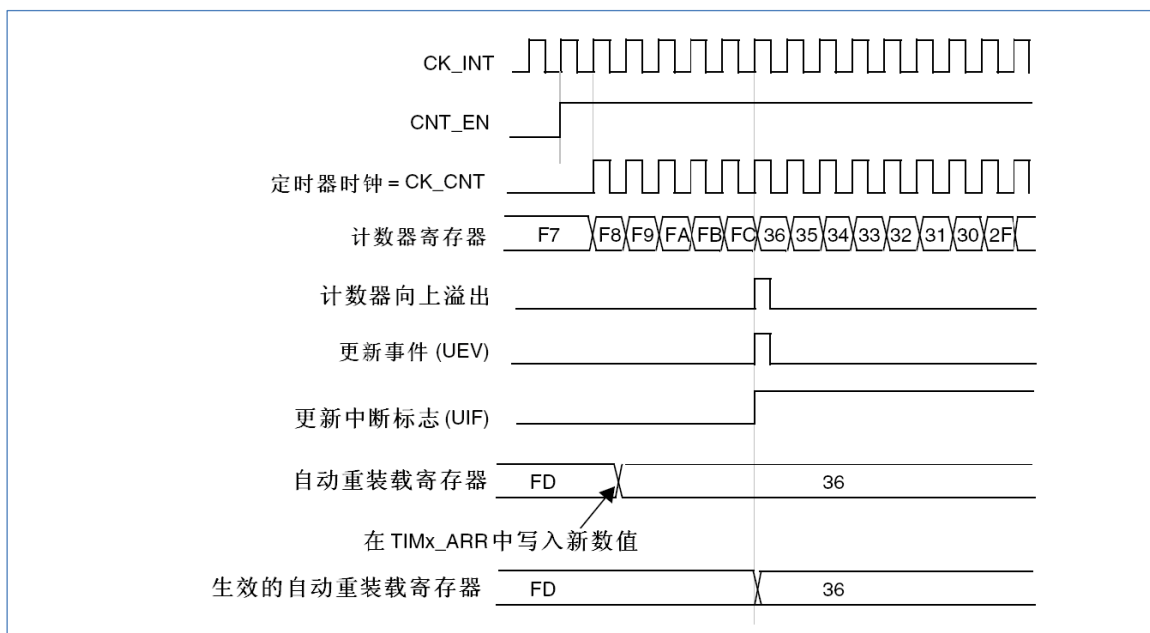 CK_INT
CNT_EN
定时器时钟 = CK_CNT
计数器寄存器 F7 F8 F9 FA FB FC 36 35 34 33 32 31 30 2F
计数器向上溢出
更新事件 (UEV)
更新中断标志 (UIF)
自动重装载寄存器 FD 36
在 TIMx_ARR 中写入新数值
生效的自动重装载寄存器 FD 36